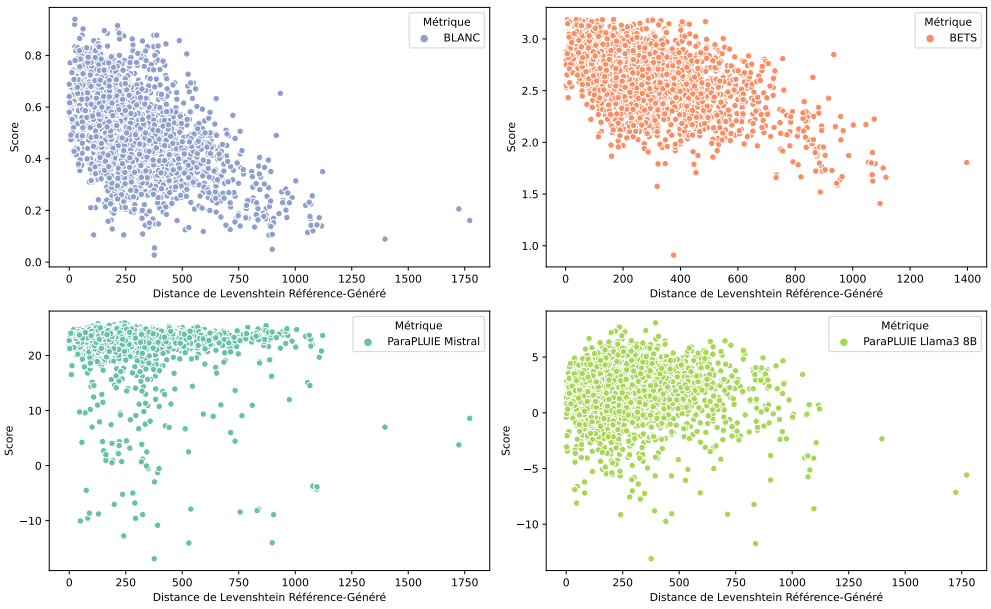 Métrique
BLANC
Score
0.8
0.6
0.4
0.2
0.0
0 250 500 750 1000 1250 1500 1750
Distance de Levenshtein Référence-Généré
Métrique
BETS
Score
3.0
2.5
2.0
1.5
1.0
0 200 400 600 800 1000 1200 1400
Distance de Levenshtein Référence-Généré
Métrique
ParaPLUIE Mistral
Score
20
10
0
−10
0 250 500 750 1000 1250 1500 1750
Distance de Levenshtein Référence-Généré
Métrique
ParaPLUIE Llama3 8B
Score
5
0
−5
−10
0 250 500 750 1000 1250 1500 1750
Distance de Levenshtein Référence-Généré